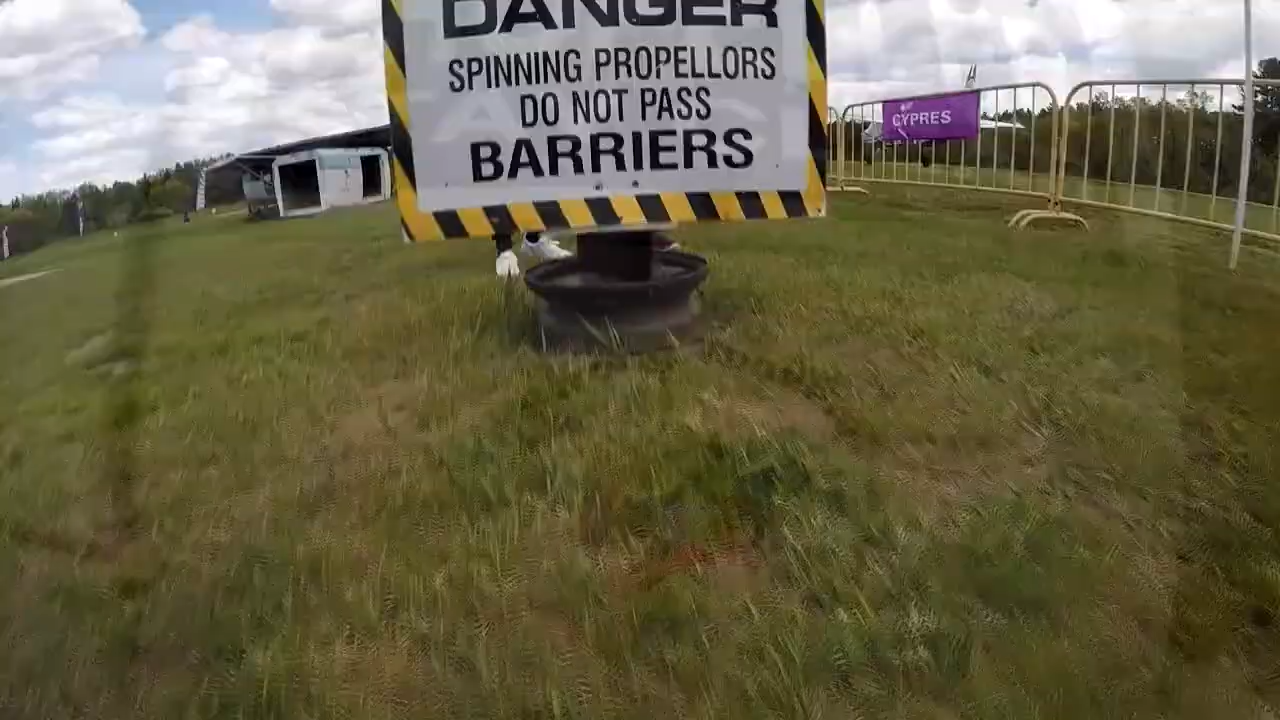 DANGER
SPINNING PROPELLORS
DO NOT PASS
BARRIERS
CYPRES